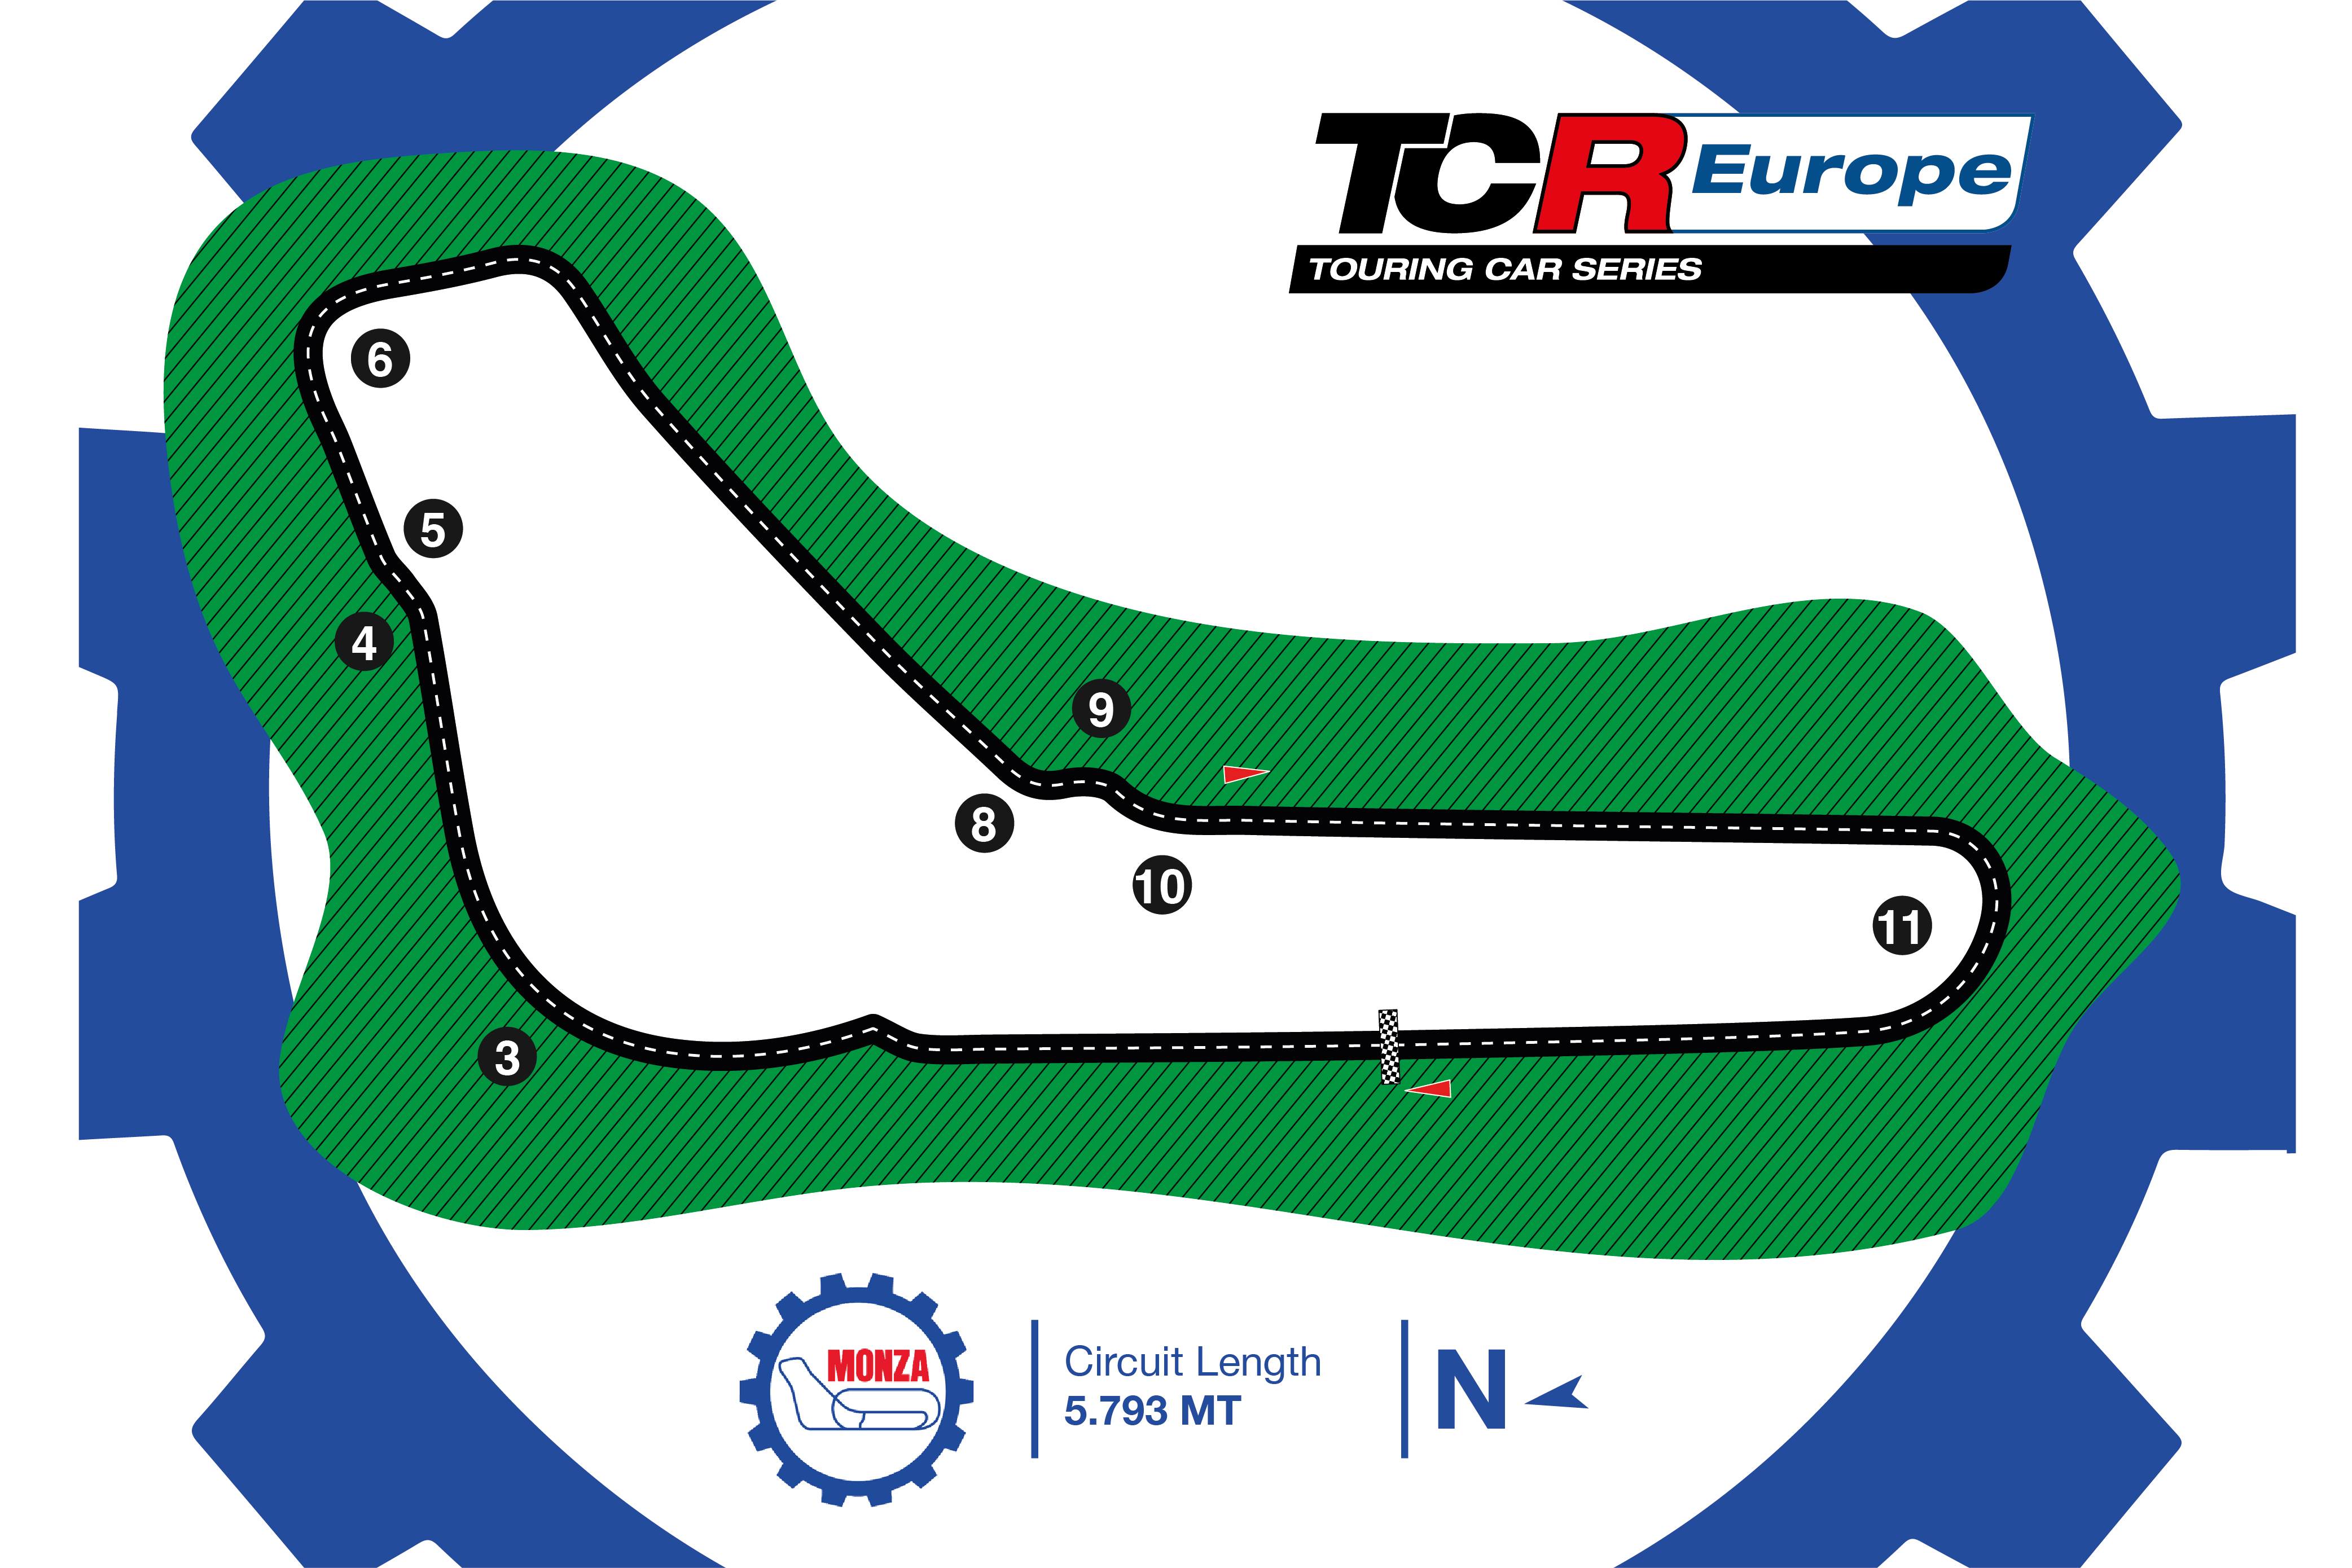 TCR Europe
TOURING CAR SERIES
6
5
4
9
8
10
11
3
MONZA
Circuit Length
5.793 MT
N